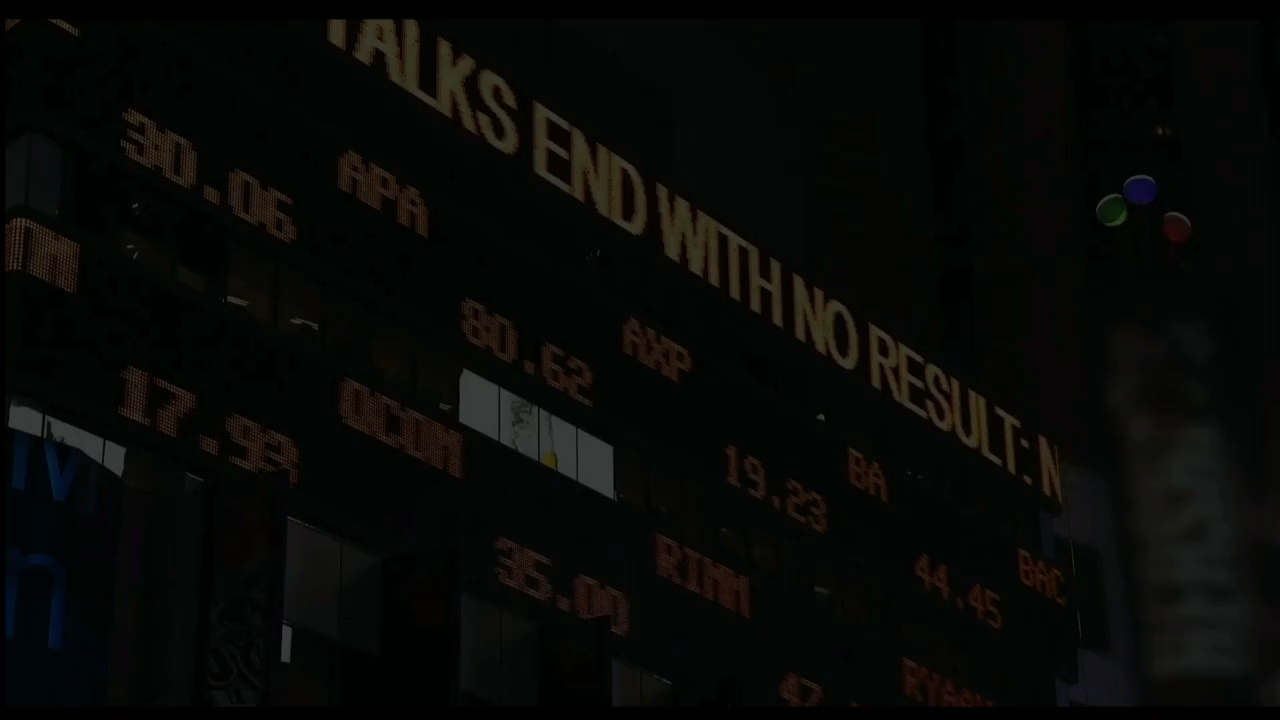 TALKS END WITH NO RESULT: N
30.06 APA
80.62 AXP
17.93 QCOM
19.23 BA
35.00 RIMM
44.45 BAC
47